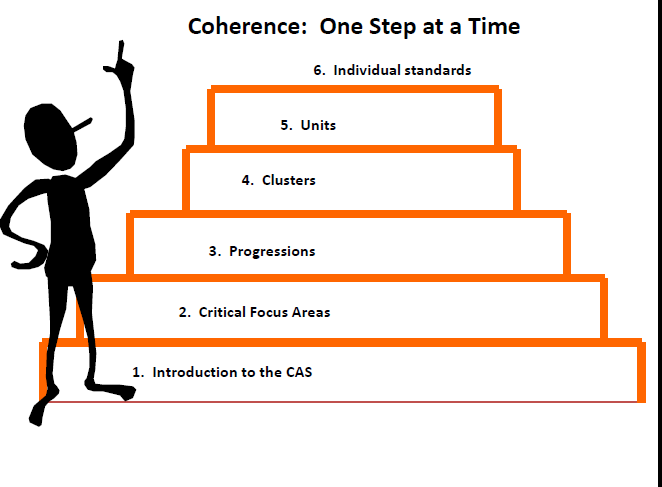 Coherence:  One Step at a Time
6.  Individual standards
5.  Units
4.  Clusters
3.  Progressions
2.  Critical Focus Areas
1.  Introduction to the CAS